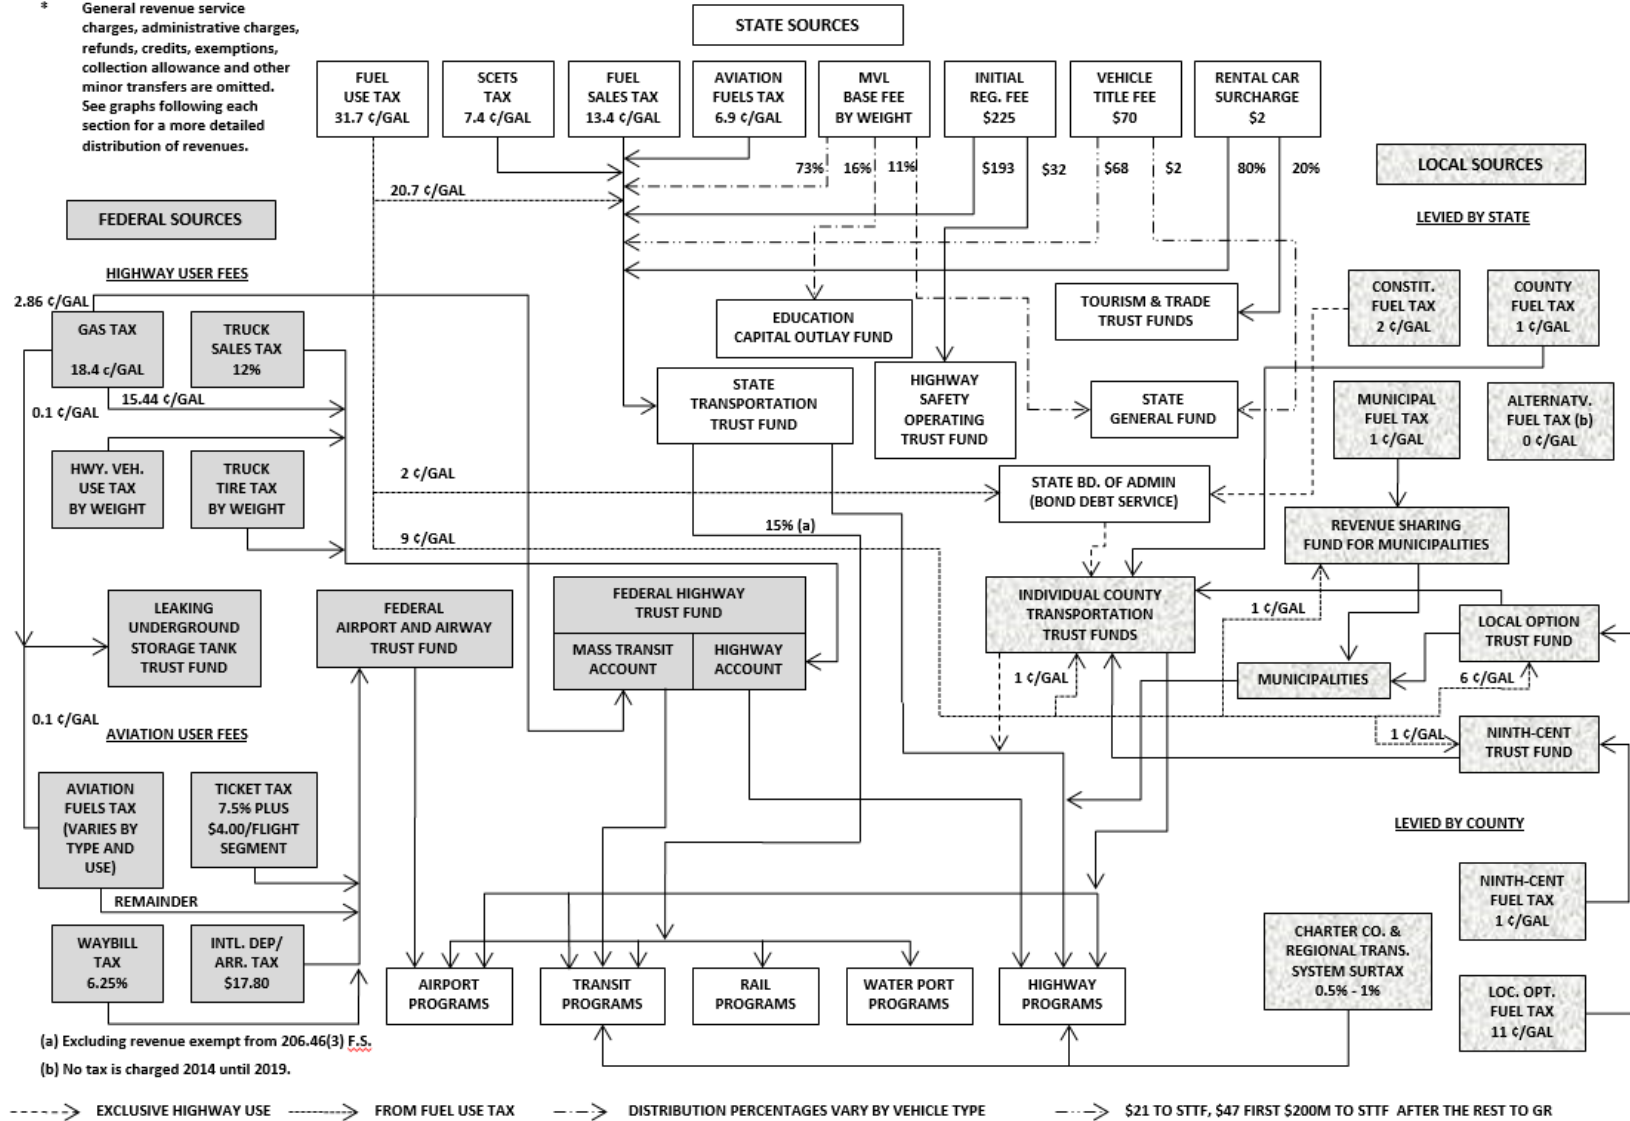 *
General revenue service
charges, administrative charges,
refunds, credits, exemptions,
collection allowance and other
minor transfers are omitted.
See graphs following each
section for a more detailed
distribution of revenues.
STATE SOURCES
FUEL
USE TAX
31.7 ¢/GAL
SCETS
TAX
7.4 ¢/GAL
FUEL
SALES TAX
13.4 ¢/GAL
AVIATION
FUELS TAX
6.9 ¢/GAL
MVL
BASE FEE
BY WEIGHT
INITIAL
REG. FEE
$225
VEHICLE
TITLE FEE
$70
RENTAL CAR
SURCHARGE
$2
73%
16%
11%
$193
$32
$68
$2
80%
20%
20.7 ¢/GAL
LOCAL SOURCES
LEVIED BY STATE
FEDERAL SOURCES
HIGHWAY USER FEES
2.86 ¢/GAL
GAS TAX
18.4 c/GAL
TRUCK
SALES TAX
12%
15.44 ¢/GAL
0.1 ¢/GAL
HWY. VEH.
USE TAX
BY WEIGHT
TRUCK
TIRE TAX
BY WEIGHT
EDUCATION
CAPITAL OUTLAY FUND
TOURISM & TRADE
TRUST FUNDS
CONSTIT.
FUEL TAX
2 ¢/GAL
COUNTY
FUEL TAX
1 ¢/GAL
STATE
TRANSPORTATION
TRUST FUND
HIGHWAY
SAFETY
OPERATING
TRUST FUND
STATE
GENERAL FUND
MUNICIPAL
FUEL TAX
1 ¢/GAL
ALTERNATV.
FUEL TAX (b)
0 ¢/GAL
2 ¢/GAL
STATE BD. OF ADMIN
(BOND DEBT SERVICE)
15% (a)
9 ¢/GAL
REVENUE SHARING
FUND FOR MUNICIPALITIES
LEAKING
UNDERGROUND
STORAGE TANK
TRUST FUND
FEDERAL
AIRPORT AND AIRWAY
TRUST FUND
FEDERAL HIGHWAY
TRUST FUND
MASS TRANSIT
ACCOUNT
HIGHWAY
ACCOUNT
INDIVIDUAL COUNTY
TRANSPORTATION
TRUST FUNDS
1 ¢/GAL
LOCAL OPTION
TRUST FUND
1 ¢/GAL
MUNICIPALITIES
6 ¢/GAL
0.1 ¢/GAL
AVIATION USER FEES
1 ¢/GAL
NINTH-CENT
TRUST FUND
AVIATION
FUELS TAX
(VARIES BY
TYPE AND
USE)
TICKET TAX
7.5% PLUS
$4.00/FLIGHT
SEGMENT
REMAINDER
LEVIED BY COUNTY
NINTH-CENT
FUEL TAX
1 ¢/GAL
WAYBILL
TAX
6.25%
INTL. DEP/
ARR. TAX
$17.80
AIRPORT
PROGRAMS
TRANSIT
PROGRAMS
RAIL
PROGRAMS
WATER PORT
PROGRAMS
HIGHWAY
PROGRAMS
CHARTER CO. &
REGIONAL TRANS.
SYSTEM SURTAX
0.5% - 1%
LOC. OPT.
FUEL TAX
11 ¢/GAL
(a) Excluding revenue exempt from 206.46(3) F.S.
(b) No tax is charged 2014 until 2019.
EXCLUSIVE HIGHWAY USE
FROM FUEL USE TAX
DISTRIBUTION PERCENTAGES VARY BY VEHICLE TYPE
$21 TO STTF, $47 FIRST $200M TO STTF AFTER THE REST TO GR